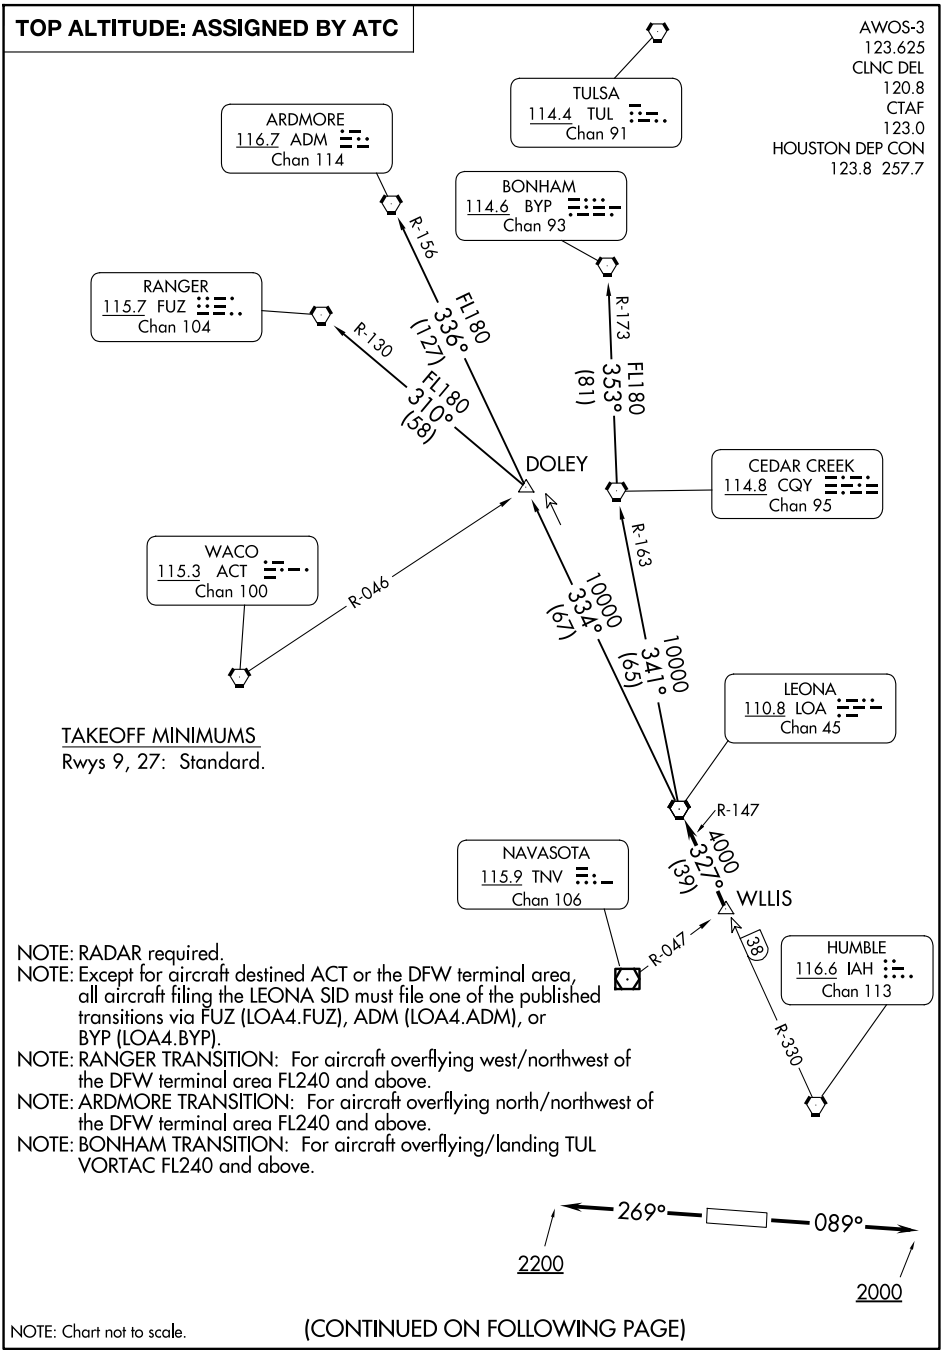 TOP ALTITUDE: ASSIGNED BY ATC
AWOS-3
123.625
CLNC DEL
120.8
CTAF
123.0
HOUSTON DEP CON
123.8 257.7
TULSA
114.4 TUL
Chan 91
ARDMORE
116.7 ADM
Chan 114
BONHAM
114.6 BYP
Chan 93
RANGER
115.7 FUZ
Chan 104
R-156
R-130
R-173
FL180
336°
(127)
FL180
310°
(58)
FL180
353°
(81)
DOLEY
CEDAR CREEK
114.8 CQY
Chan 95
WACO
115.3 ACT
Chan 100
R-046
R-163
10000
334°
(67)
10000
341°
(65)
LEONA
110.8 LOA
Chan 45
TAKEOFF MINIMUMS
Rwys 9, 27: Standard.
R-147
4000
327°
(39)
NAVASOTA
115.9 TNV
Chan 106
WLLIS
R-047
38
HUMBLE
116.6 IAH
Chan 113
R-330
NOTE: RADAR required.
NOTE: Except for aircraft destined ACT or the DFW terminal area,
all aircraft filing the LEONA SID must file one of the published
transitions via FUZ (LOA4.FUZ), ADM (LOA4.ADM), or
BYP (LOA4.BYP).
NOTE: RANGER TRANSITION: For aircraft overflying west/northwest of
the DFW terminal area FL240 and above.
NOTE: ARDMORE TRANSITION: For aircraft overflying north/northwest of
the DFW terminal area FL240 and above.
NOTE: BONHAM TRANSITION: For aircraft overflying/landing TUL
VORTAC FL240 and above.
269°
089°
2200
2000
NOTE: Chart not to scale.
(CONTINUED ON FOLLOWING PAGE)